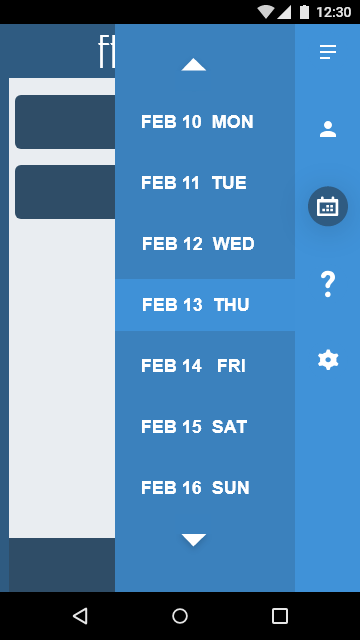 12:30
FEB 10 MON
FEB 11 TUE
FEB 12 WED
FEB 13 THU
FEB 14 FRI
FEB 15 SAT
FEB 16 SUN
?